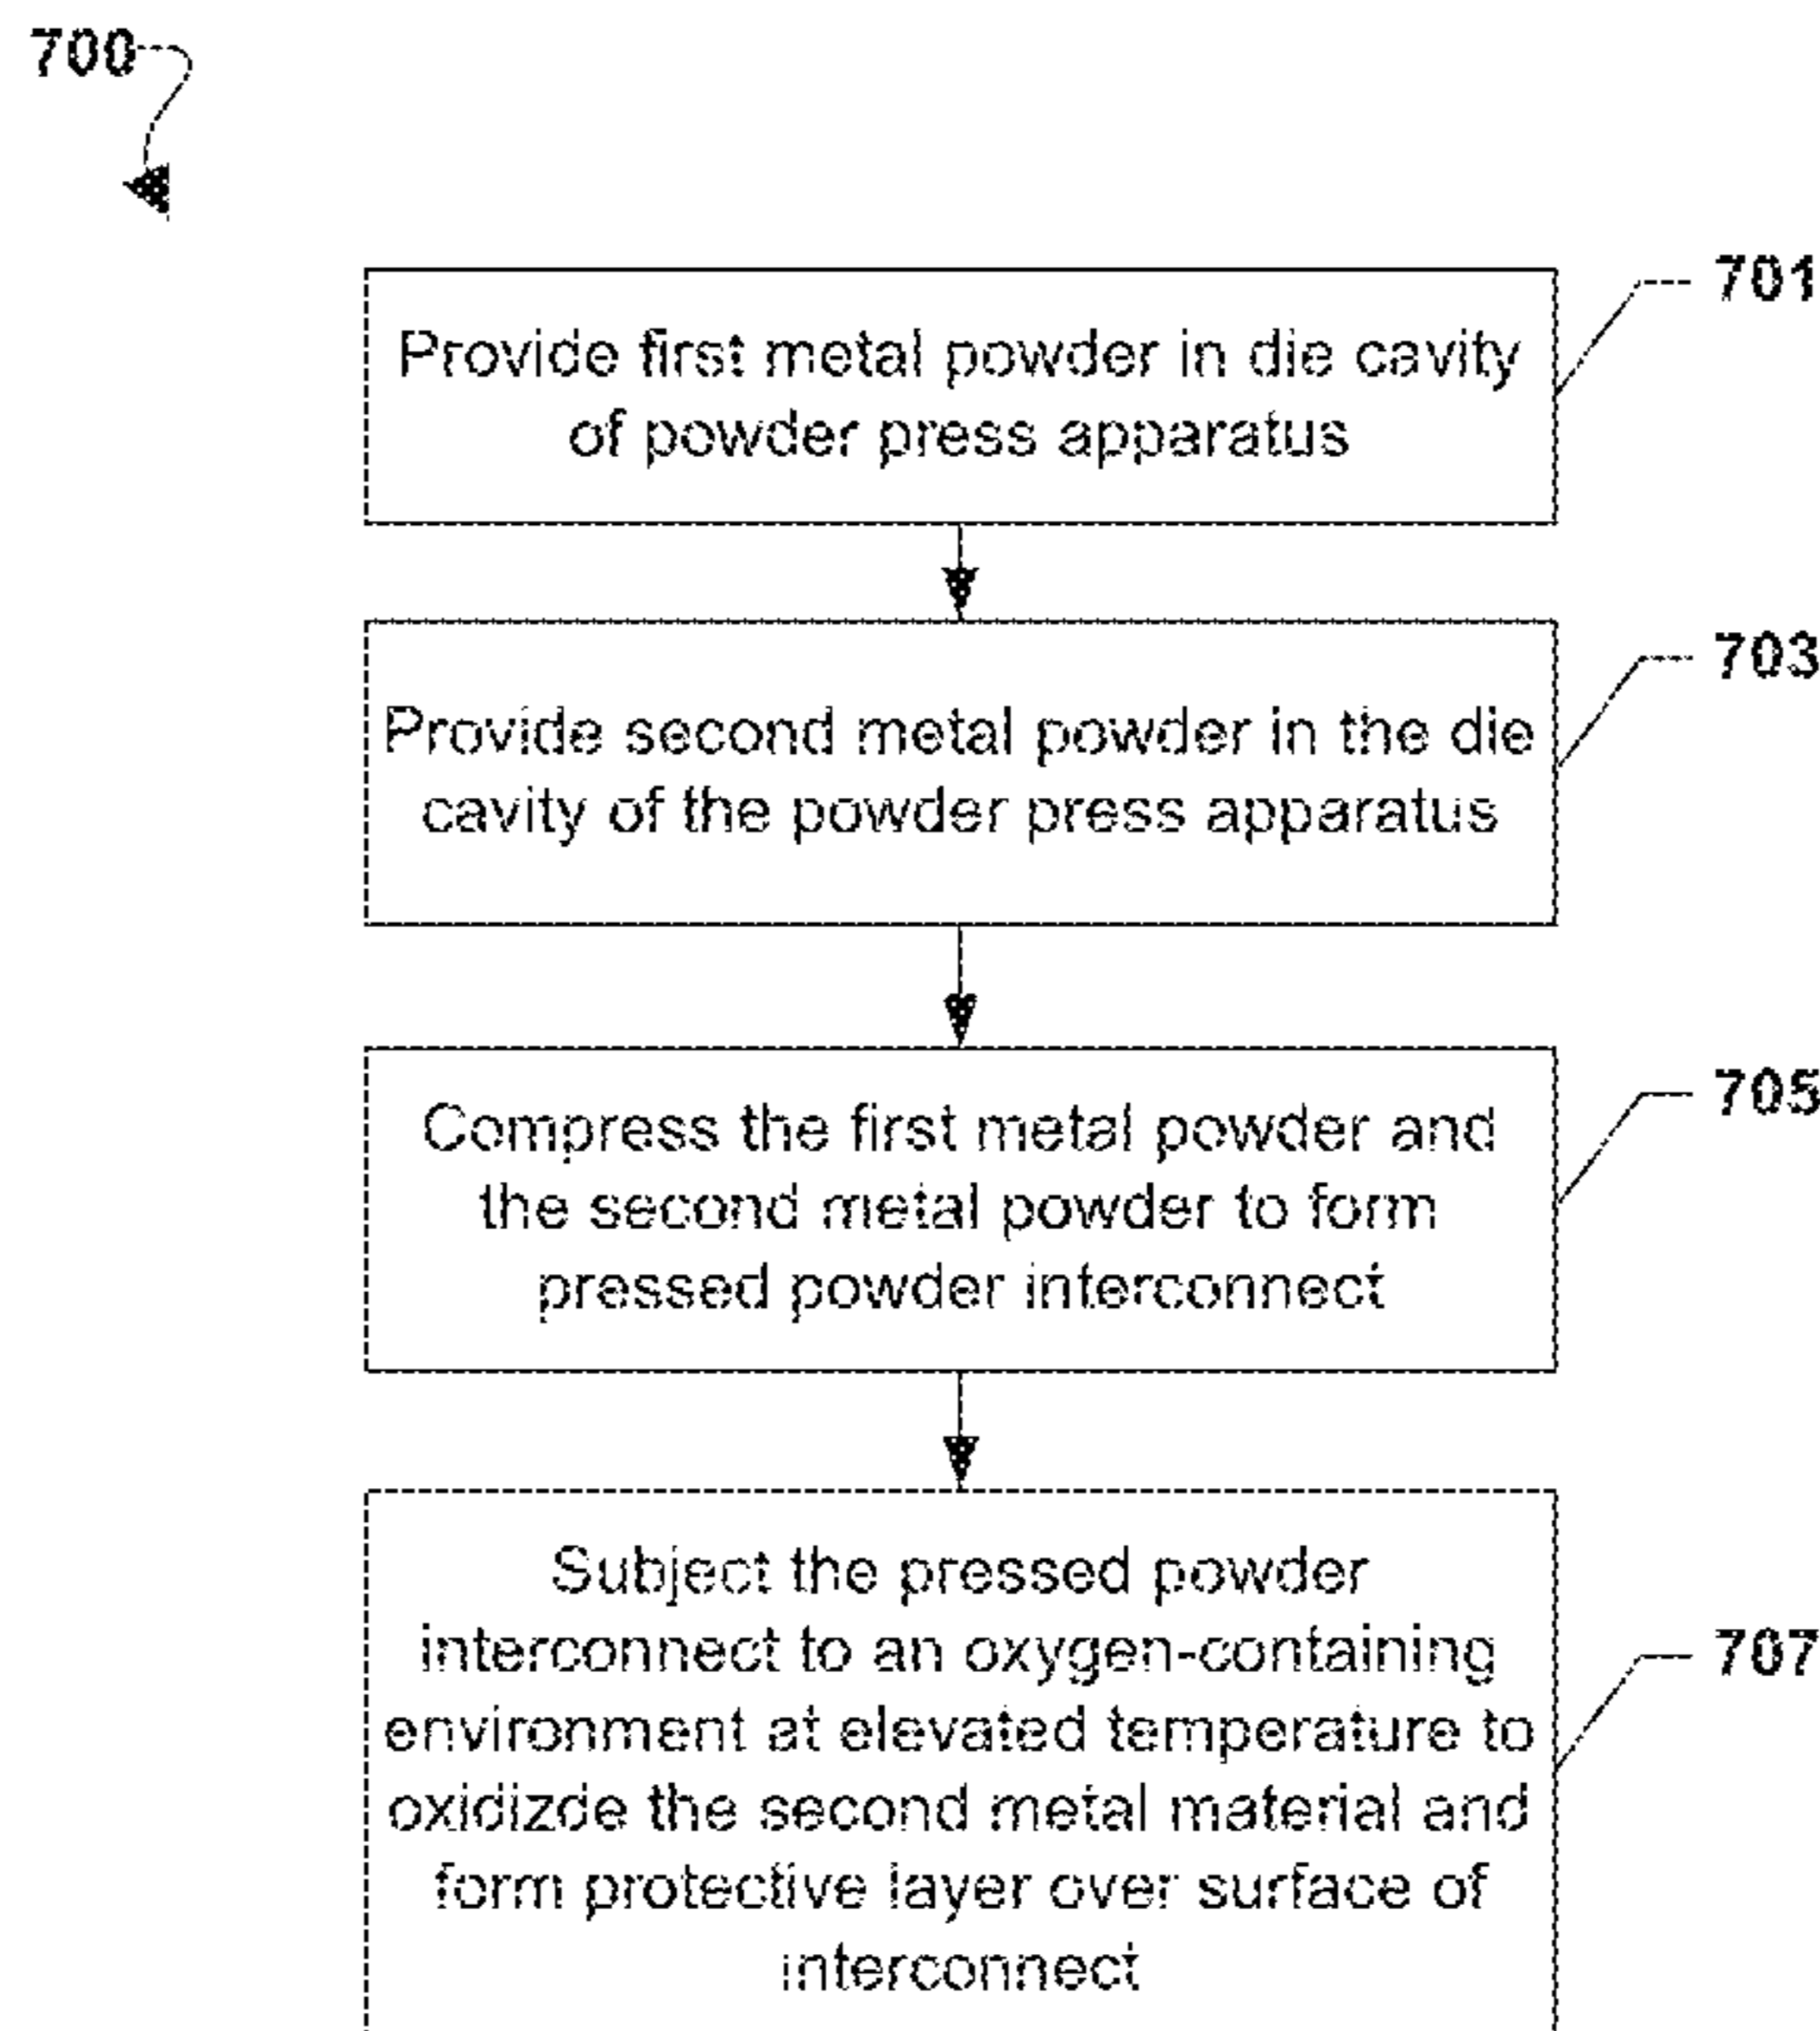 700
701
Provide first metal powder in die cavity
of powder press apparatus
703
Provide second metal powder in the die
cavity of the powder press apparatus
705
Compress the first metal powder and
the second metal powder to form
pressed powder interconnect
Subject the pressed powder
interconnect to an oxygen-containing
707
environment at elevated temperature to
oxidizde the second metal material and
form protective layer over surface of
interconnect